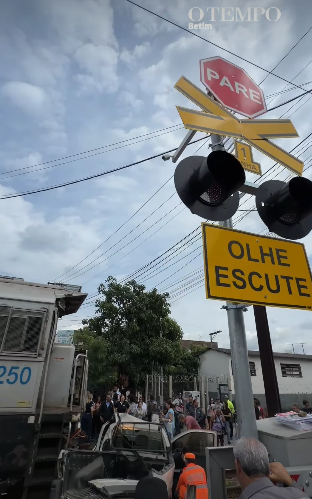 O TEMPO
Betim
PARE
1
OLHE
ESCUTE
250